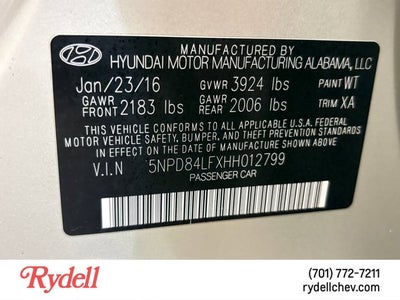 MANUFACTURED BY
HYUNDAI MOTOR MANUFACTURING ALABAMA, LLC
Jan/23/16 GVWR 3924 lbs PAINT WT
GAWR FRONT 2183 lbs GAWR REAR 2006 lbs TRIM XA
THIS VEHICLE CONFORMS TO ALL APPLICABLE U.S.A FEDERAL
MOTOR VEHICLE SAFETY, BUMPER, AND THEFT PREVENTION STANDARDS
IN EFFECT ON THE DATE OF MANUFACTURE SHOWN ABOVE.
V.I.N 5NPD84LFXHH012799
PASSENGER CAR
Rydell
(701) 772-7211
rydellchev.com